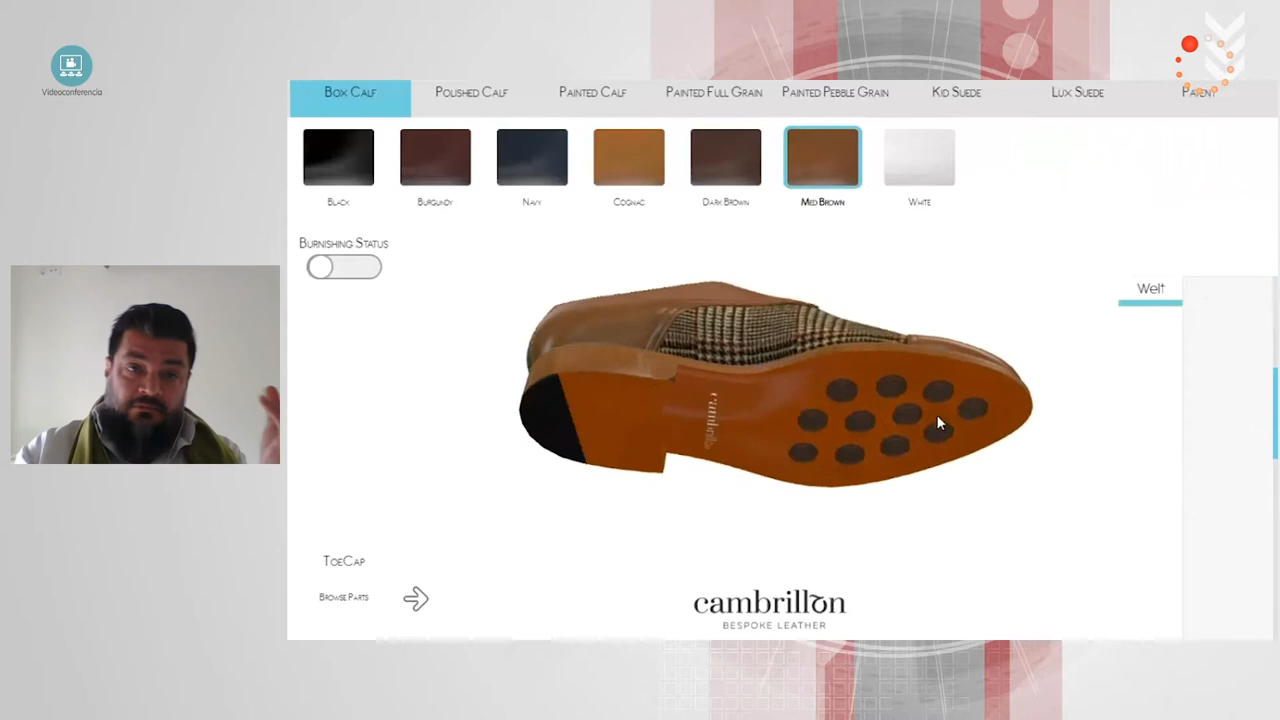 Videoconferencia
BOX CALF
POLISHED CALF
PAINTED CALF
PAINTED FULL GRAIN
PAINTED PEBBLE GRAIN
KID SUEDE
LUX SUEDE
PATENT
BLACK
BURGUNDY
NAVY
COGNAC
DARK BROWN
MED BROWN
WHITE
BURNISHING STATUS
Welt
TOECAP
BROWSE PARTS
cambrillon
BESPOKE LEATHER